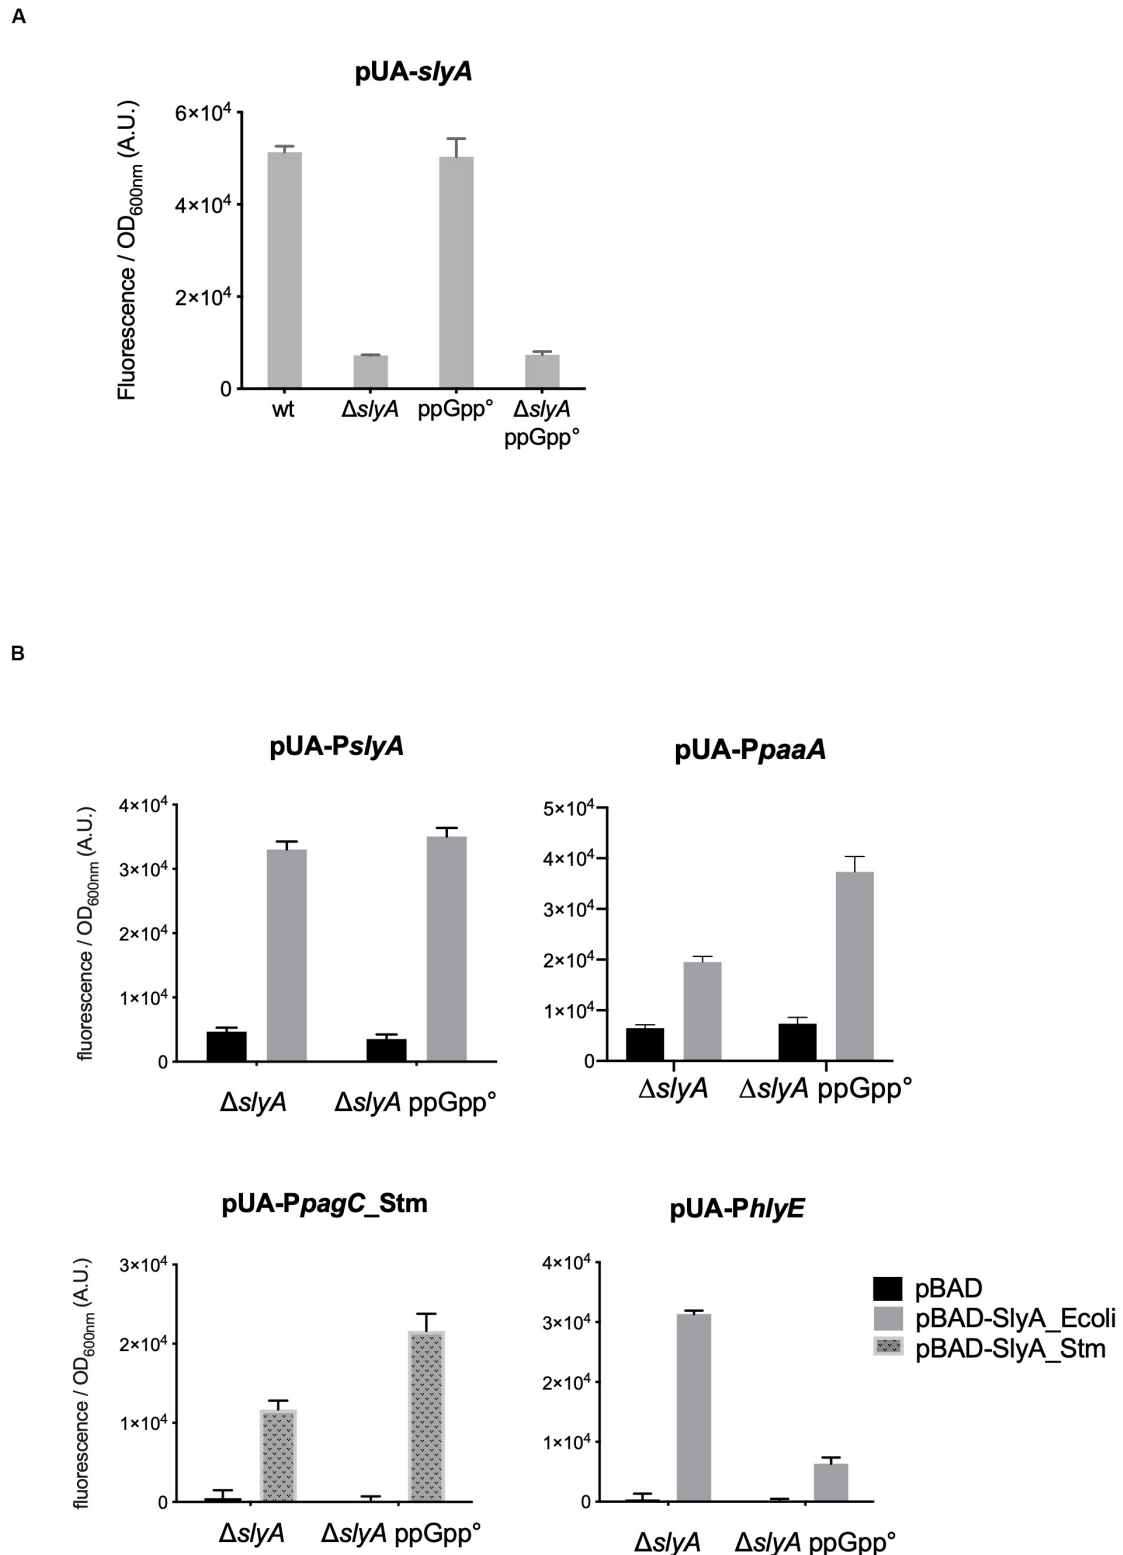 A
pUA-slyA
Fluorescence / OD600nm (A.U.)
6×10⁴
4×10⁴
2×10⁴
0
wt
ΔslyA
ppGpp°
ΔslyA
ppGpp°
B
pUA-PslyA
fluorescence / OD600nm (A.U.)
4×10⁴
3×10⁴
2×10⁴
1×10⁴
0
ΔslyA
ΔslyA ppGpp°
pUA-PpaaA
5×10⁴
4×10⁴
3×10⁴
2×10⁴
1×10⁴
0
ΔslyA
ΔslyA ppGpp°
pUA-PpagC_Stm
fluorescence / OD600nm (A.U.)
3×10⁴
2×10⁴
1×10⁴
0
ΔslyA
ΔslyA ppGpp°
pUA-PhlyE
4×10⁴
3×10⁴
2×10⁴
1×10⁴
0
ΔslyA
ΔslyA ppGpp°
pBAD
pBAD-SlyA_Ecoli
pBAD-SlyA_Stm